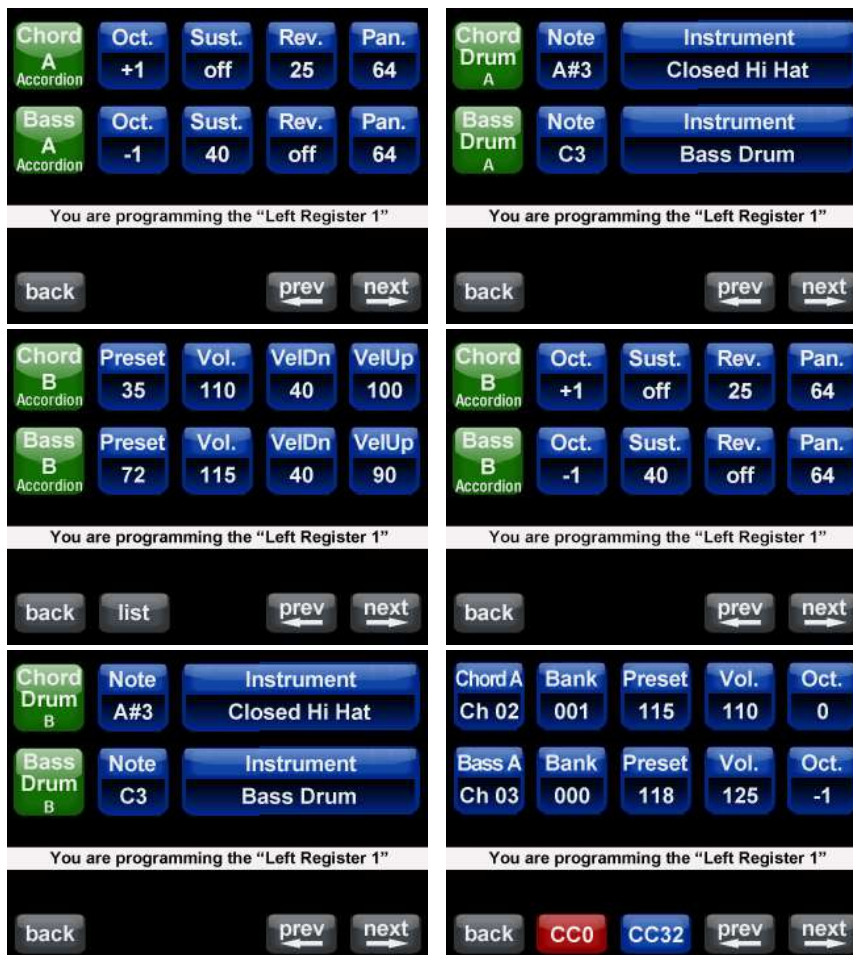 Chord Oct. Sust. Rev. Pan.
A +1 off 25 64
Accordion
Bass Oct. Sust. Rev. Pan.
A -1 40 off 64
Accordion
You are programming the “Left Register 1”
back prev next
Chord Note Instrument
Drum A#3 Closed Hi Hat
A
Bass Note Instrument
Drum C3 Bass Drum
A
You are programming the “Left Register 1”
back prev next
Chord Preset Vol. VelDn VelUp
B 35 110 40 100
Accordion
Bass Preset Vol. VelDn VelUp
B 72 115 40 90
Accordion
You are programming the “Left Register 1”
back list prev next
Chord Oct. Sust. Rev. Pan.
B +1 off 25 64
Accordion
Bass Oct. Sust. Rev. Pan.
B -1 40 off 64
Accordion
You are programming the “Left Register 1”
back prev next
Chord Note Instrument
Drum A#3 Closed Hi Hat
B
Bass Note Instrument
Drum C3 Bass Drum
B
You are programming the “Left Register 1”
back prev next
Chord A Bank Preset Vol. Oct.
Ch 02 001 115 110 0
Bass A Bank Preset Vol. Oct.
Ch 03 000 118 125 -1
You are programming the “Left Register 1”
back CC0 CC32 prev next